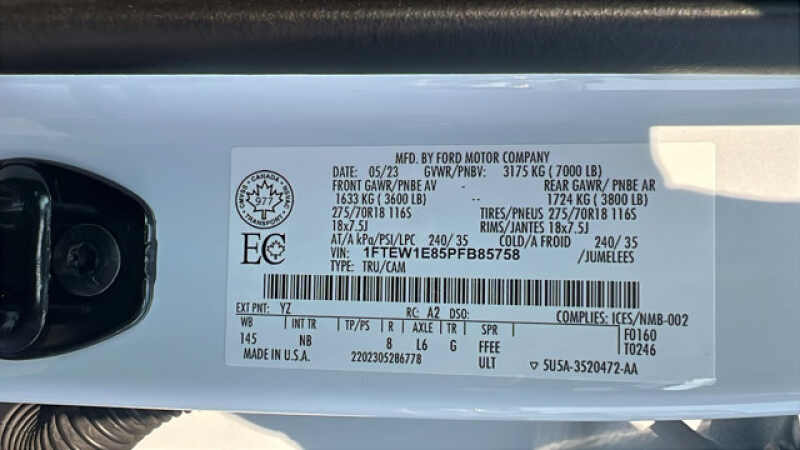 MFD. BY FORD MOTOR COMPANY
DATE: 05/23 GVWR/PNBV: 3175 KG ( 7000 LB)
FRONT GAWR/PNBE AV - REAR GAWR/ PNBE AR
1633 KG ( 3600 LB) 1724 KG ( 3800 LB)
275/70R18 116S TIRES/PNEUS 275/70R18 116S
18x7.5J RIMS/JANTES 18x7.5J
AT/A kPa/PSI/LPC 240/ 35 COLD/A FROID 240/ 35
VIN: 1FTEW1E85PFB85758 /JUMELEES
TYPE: TRU/CAM
CANADA
977
TRANSPORT
EC
EXT PNT: YZ RC: A2 DSO: COMPLIES: ICES/NMB-002
WB INT TR TP/PS R AXLE TR SPR F0160
145 NB 8 L6 G FFEE T0246
MADE IN U.S.A. 2202305286778 ULT ▽ 5U5A-3520472-AA